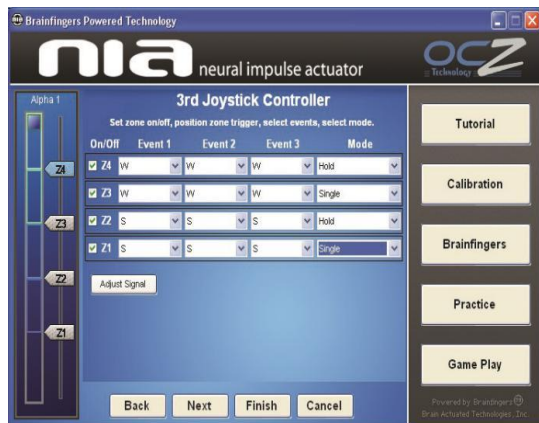 Brainfingers Powered Technology
nia neural impulse actuator
OCZ
Technology
Alpha 1
3rd Joystick Controller
Set zone on/off, position zone trigger, select events, select mode.
On/Off Event 1 Event 2 Event 3 Mode
Z4 W W W Hold
Z3 W W W Single
Z2 S S S Hold
Z1 S S S Single
Z4
Z3
Z2
Z1
Adjust Signal
Back Next Finish Cancel
Tutorial
Calibration
Brainfingers
Practice
Game Play
Powered by Brainfingers
Brain Actuated Technologies, Inc.